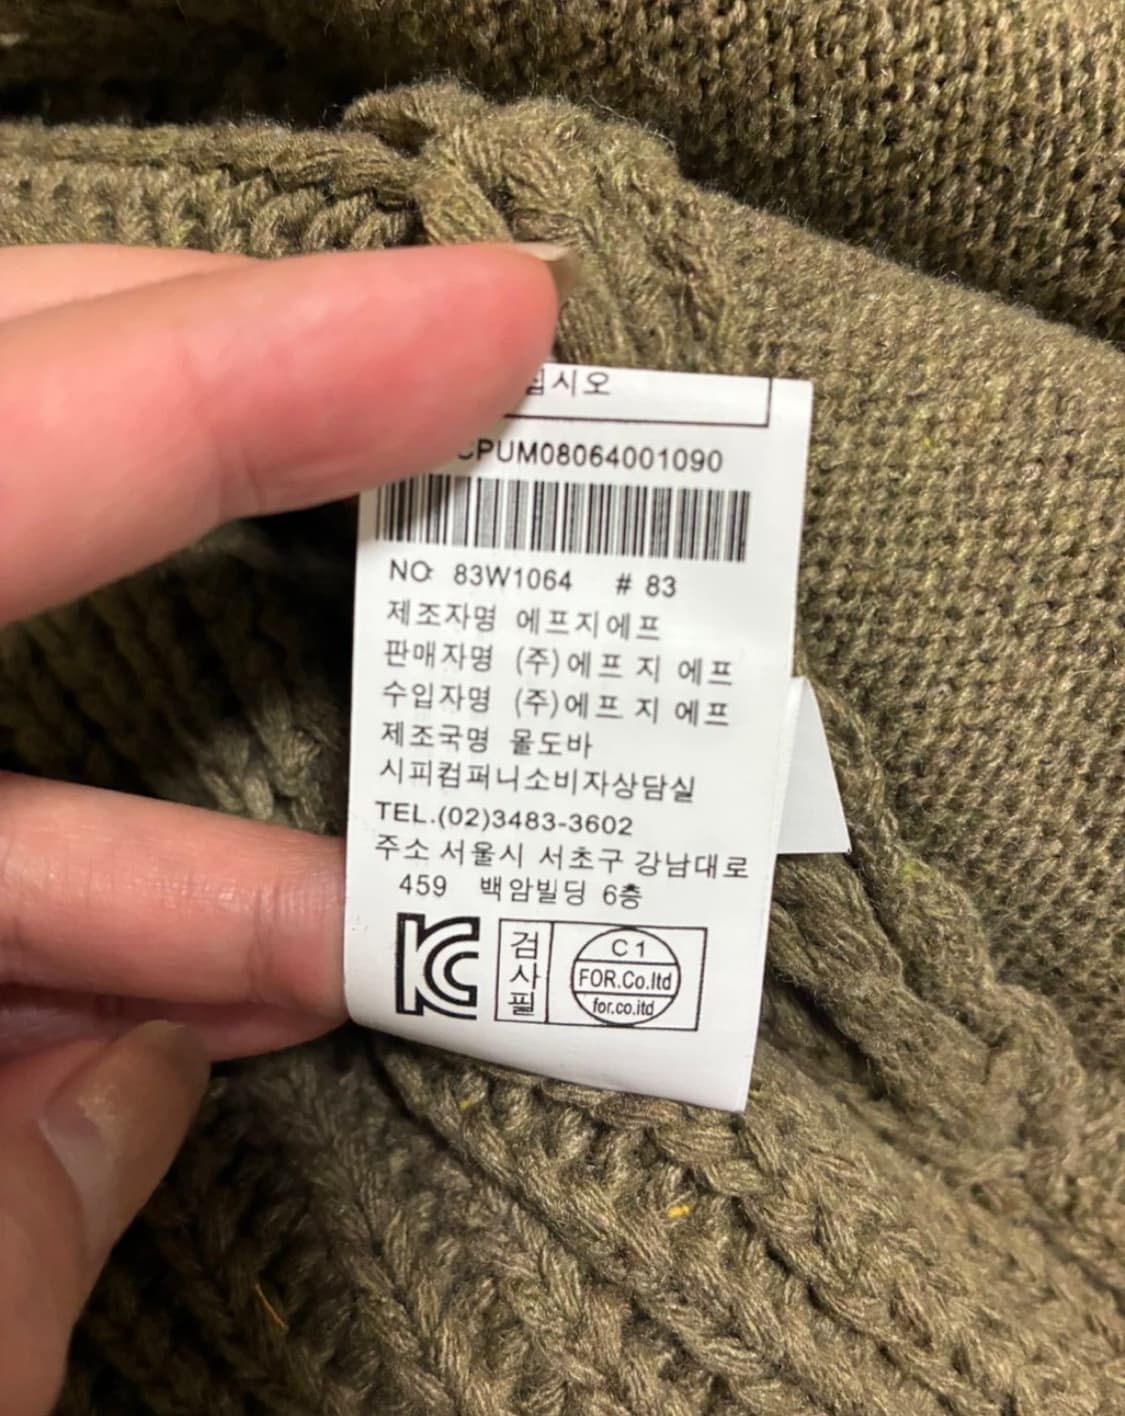 십시오
CPUM08064001090
NO: 83W1064 # 83
제조자명 에프지에프
판매자명 (주)에프 지 에프
수입자명 (주)에프 지 에프
제조국명 몰도바
시피컴퍼니소비자상담실
TEL.(02)3483-3602
주소 서울시 서초구 강남대로
459 백암빌딩 6층
KC
검사필
C1
FOR.Co.ltd
for.co.itd